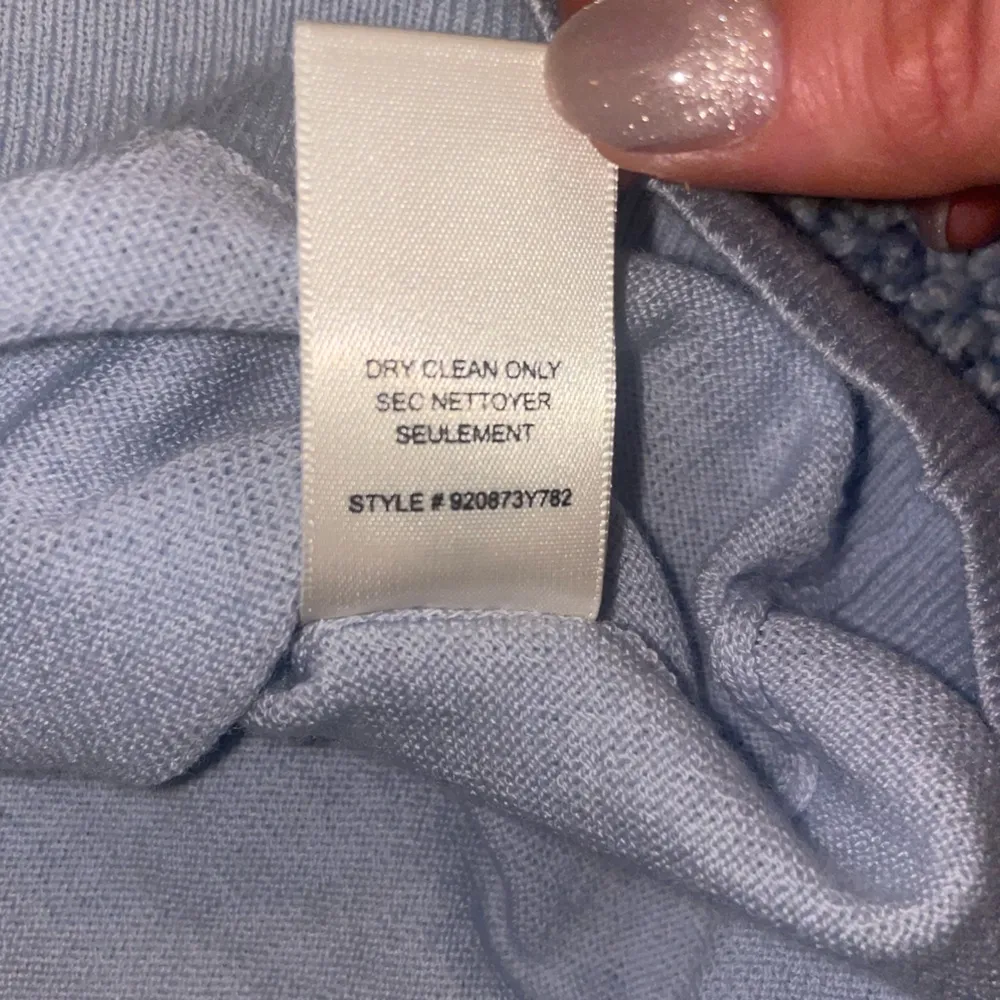 DRY CLEAN ONLY
SEC NETTOYER
SEULEMENT
STYLE # 920873Y782